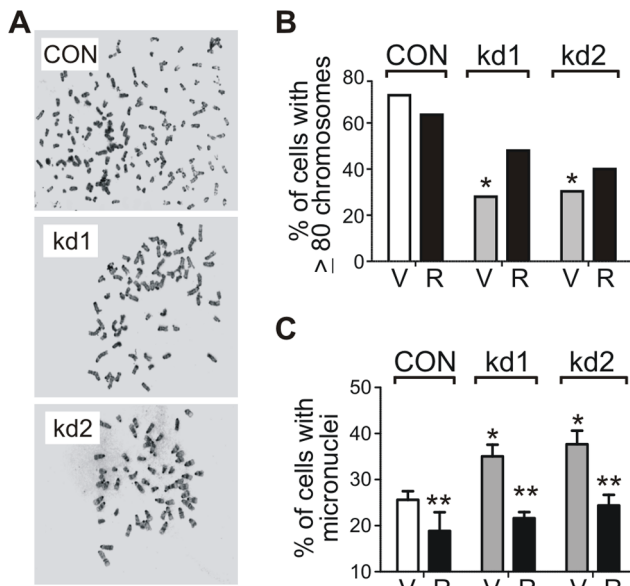 A
CON
kd1
kd2
B
CON kd1 kd2
% of cells with
≥ 80 chromosomes
80
60
40
20
0
* *
V R V R V R
C
CON kd1 kd2
% of cells with
micronuclei
50
40
30
20
10
** * ** * **
V R V R V R